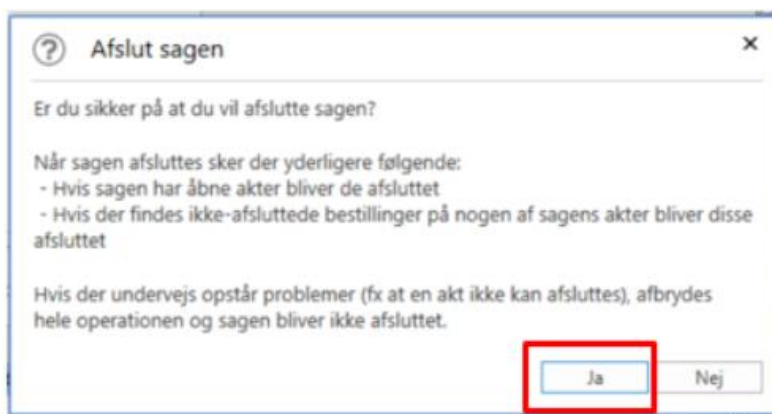 Afslut sagen
Er du sikker på at du vil afslutte sagen?
Når sagen afsluttes sker der yderligere følgende:
- Hvis sagen har åbne akter bliver de afsluttet
- Hvis der findes ikke-afsluttede bestillinger på nogen af sagens akter bliver disse
afsluttet
Hvis der undervejs opstår problemer (fx at en akt ikke kan afsluttes), afbrydes
hele operationen og sagen bliver ikke afsluttet.
Ja Nej